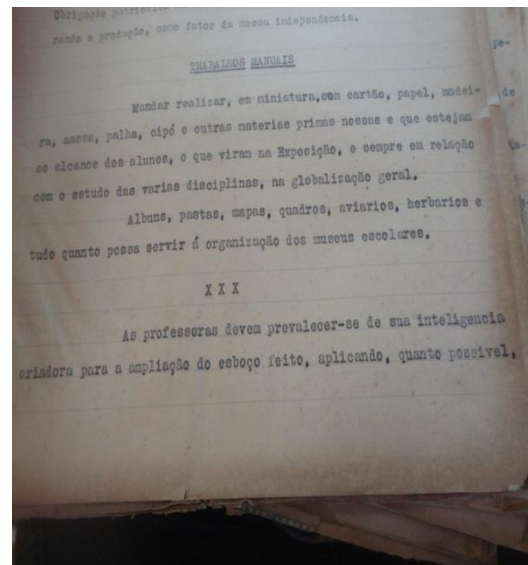 Obrigação patriotica
rando a produção, como fator da nossa independencia.
TRABALHOS MANUAIS
Mandar realizar, em miniatura,com cartão, papel, madei-
ra, massa, palha, cipó e outras materias primas nossas e que estejam
ao alcance dos alunos, o que viram na Exposição, e sempre em relação
com o estudo das varias disciplinas, na globalização geral.
Albuns, pastas, mapas, quadros, aviarios, herbarios e
tudo quanto possa servir á organização dos museus escolares.
X X X
As professoras devem prevalecer-se de sua inteligencia
criadora para a ampliação do esboço feito, aplicando, quanto possivel,
pe-
de